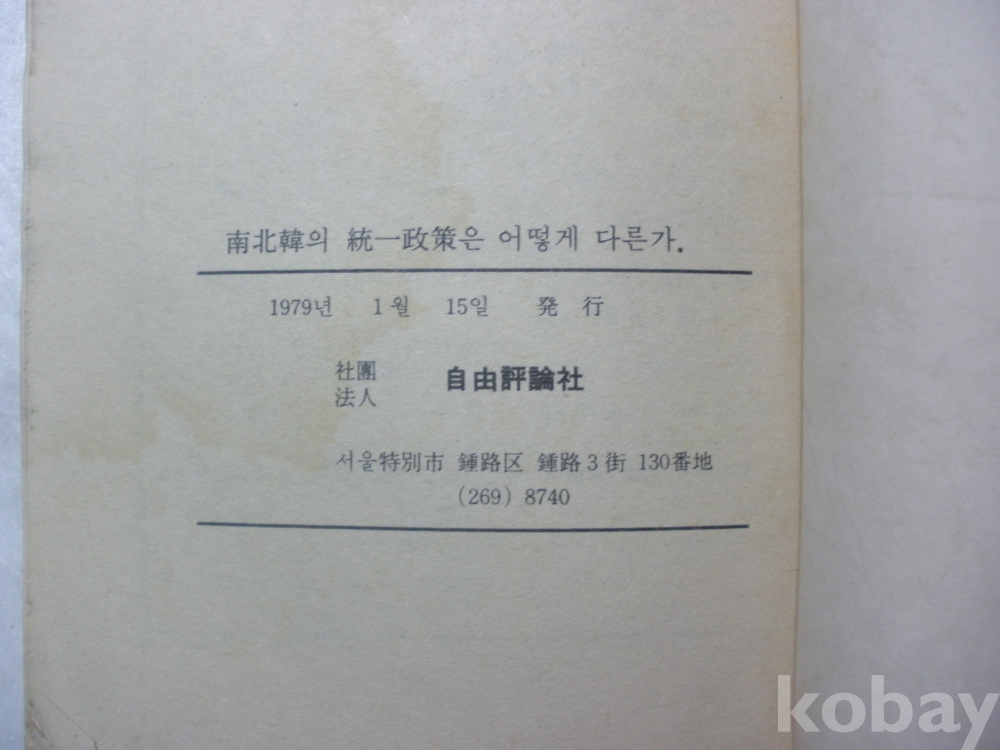 南北韓의 統一政策은 어떻게 다른가.
1979년 1월 15일 発 行
社團
法人 自由評論社
서울特別市 鍾路区 鍾路 3 街 130番地
(269) 8740
kobay